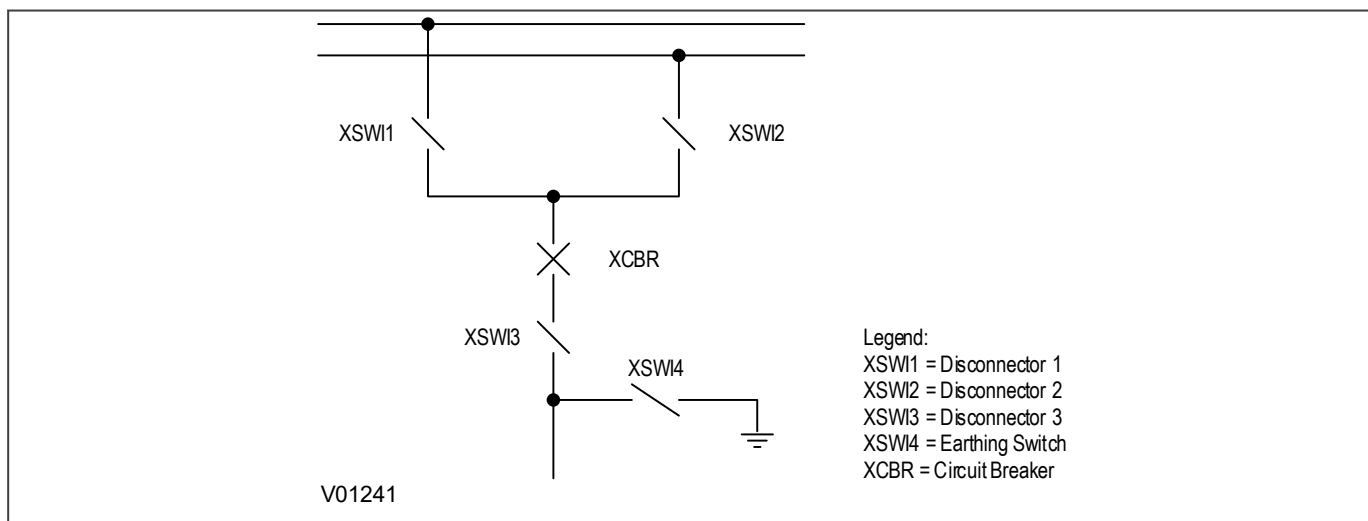 XSWI1
XSWI2
XCBR
XSWI3
XSWI4
Legend:
XSWI1 = Disconnector 1
XSWI2 = Disconnector 2
XSWI3 = Disconnector 3
XSWI4 = Earthing Switch
XCBR = Circuit Breaker
V01241